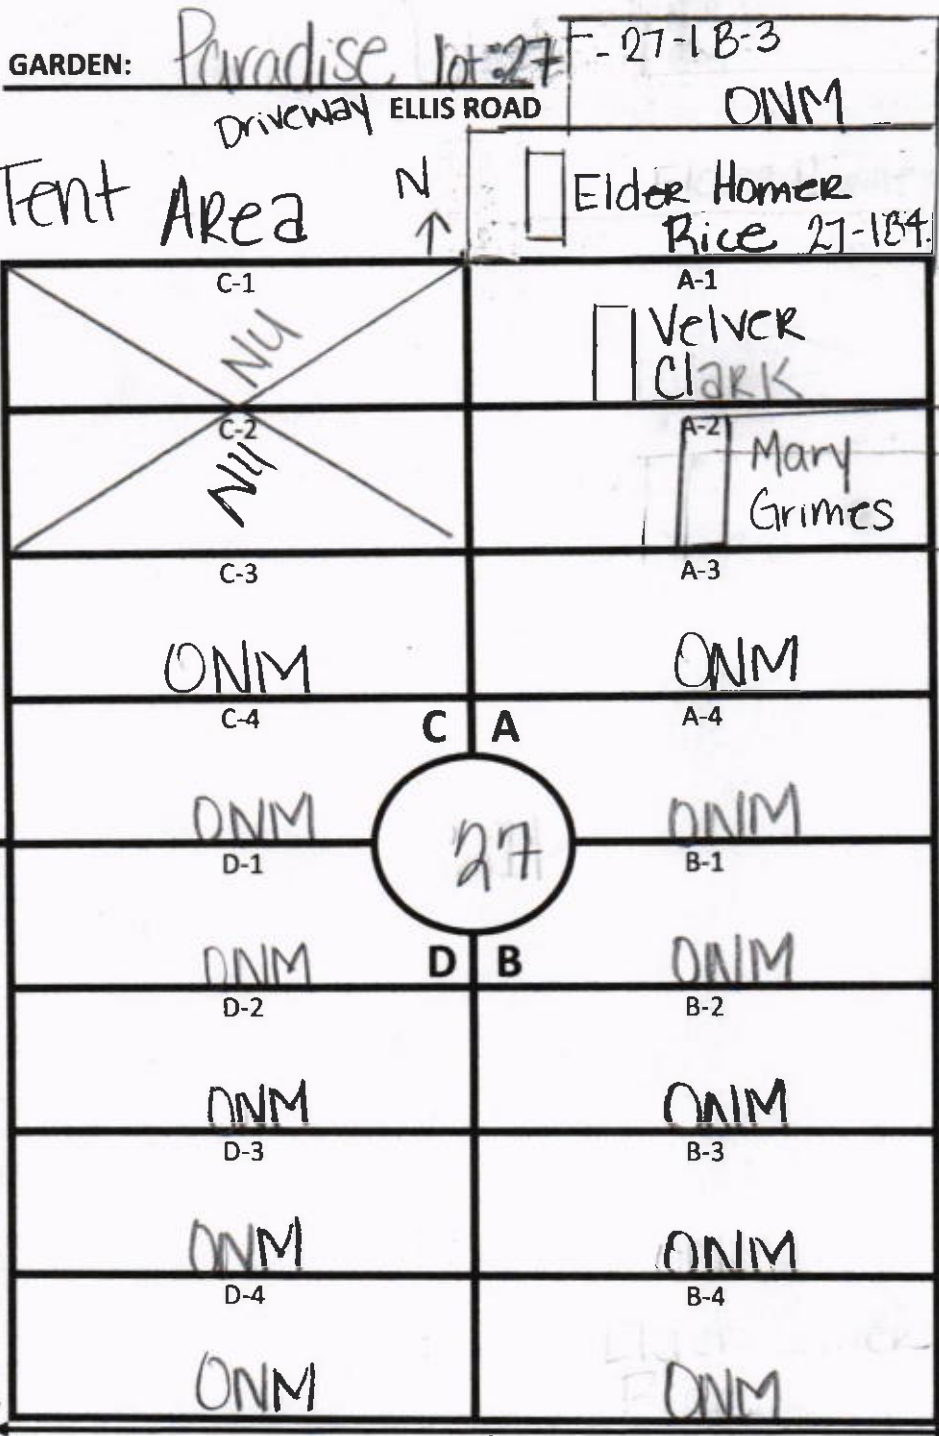 GARDEN: Paradise lot:27
F-27-1B-3
Driveway ELLIS ROAD
ONM
Tent Area
N
Elder Homer
Rice 27-1B4.
C-1
NU
A-1
Velver
Clark
C-2
NU
A-2
Mary
Grimes
C-3
ONM
A-3
ONM
C-4
ONM
C A
A-4
ONM
27
D-1
ONM
D B
B-1
ONM
D-2
ONM
B-2
ONM
D-3
ONM
B-3
ONM
D-4
ONM
B-4
ONM